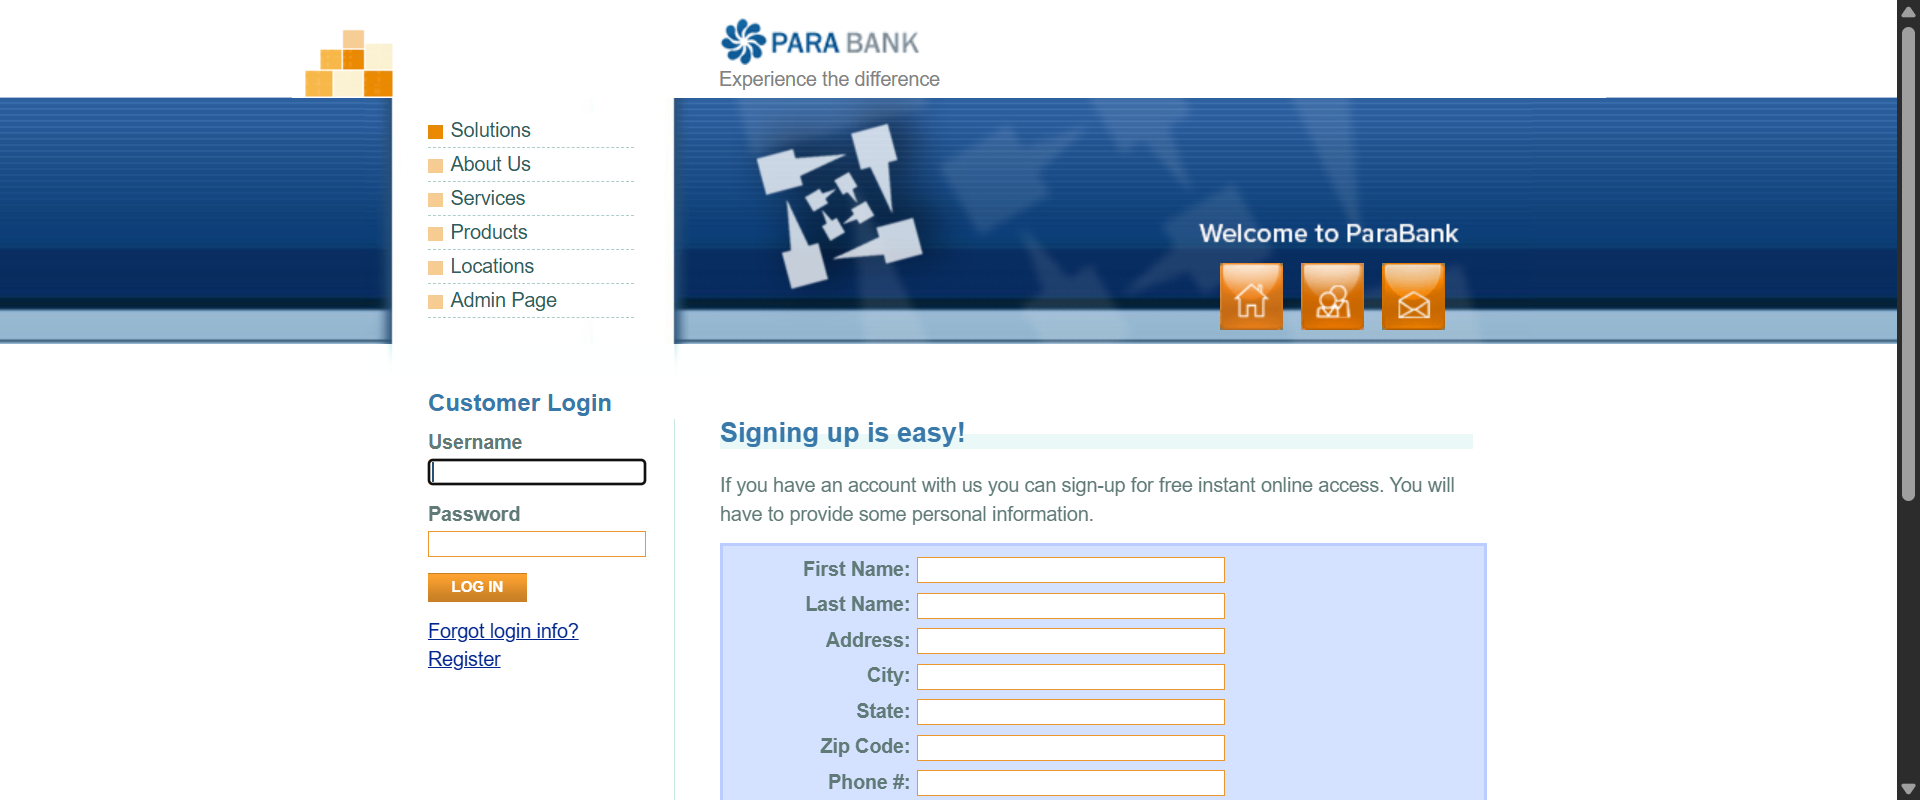 PARA BANK
Experience the difference
Solutions
About Us
Services
Products
Locations
Admin Page
Welcome to ParaBank
Customer Login
Username
Password
LOG IN
Forgot login info?
Register
Signing up is easy!
If you have an account with us you can sign-up for free instant online access. You will
have to provide some personal information.
First Name:
Last Name:
Address:
City:
State:
Zip Code:
Phone #: